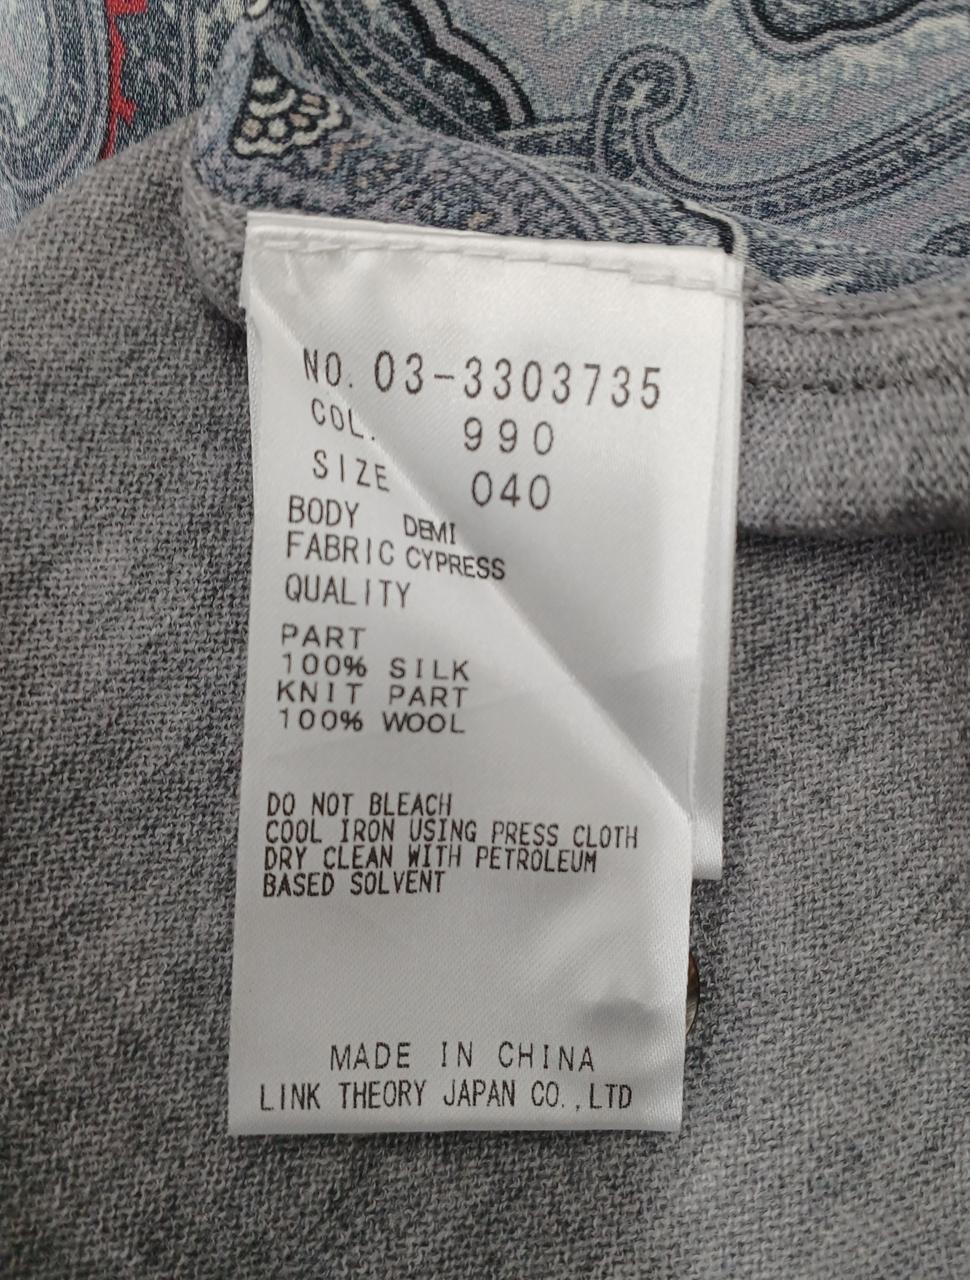 NO. 03-3303735
COL. 990
SIZE 040
BODY DEMI
FABRIC CYPRESS
QUALITY
PART
100% SILK
KNIT PART
100% WOOL
DO NOT BLEACH
COOL IRON USING PRESS CLOTH
DRY CLEAN WITH PETROLEUM
BASED SOLVENT
MADE IN CHINA
LINK THEORY JAPAN CO.,LTD